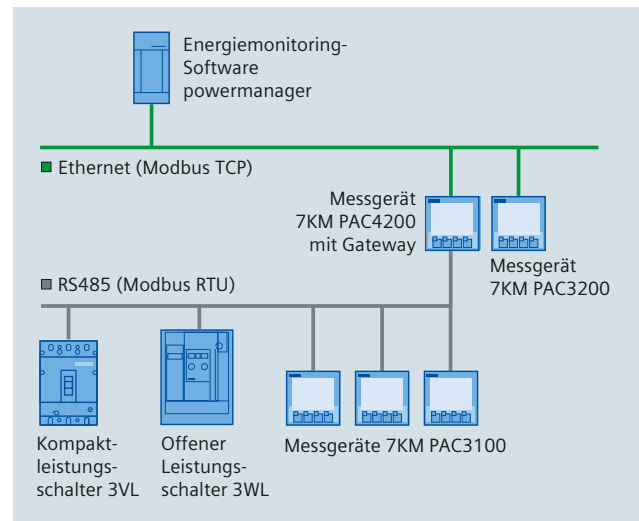 Energiemonitoring-
Software
powermanager
Ethernet (Modbus TCP)
Messgerät
7KM PAC4200
mit Gateway
Messgerät
7KM PAC3200
RS485 (Modbus RTU)
Kompakt-
leistungs-
schalter 3VL
Offener
Leistungs-
schalter 3WL
Messgeräte 7KM PAC3100